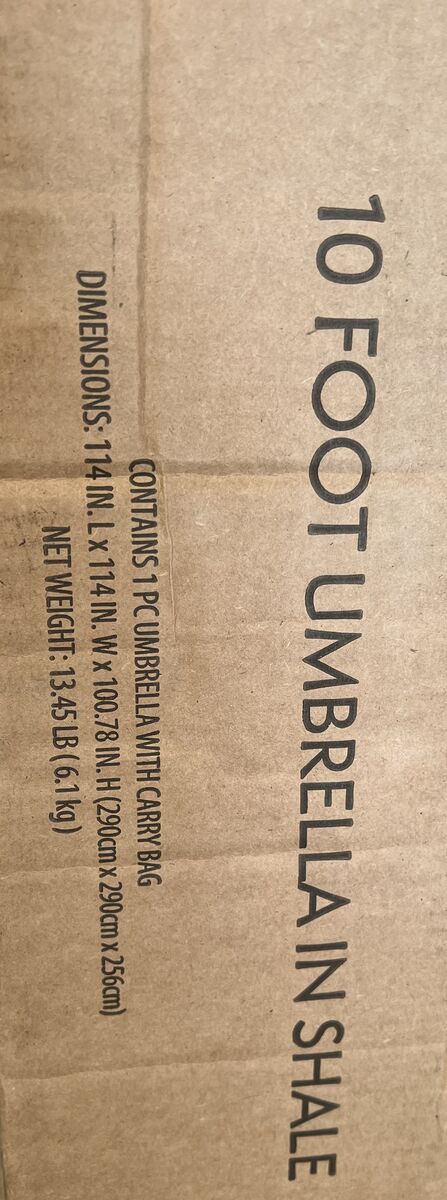 10 FOOT UMBRELLA IN SHALE
CONTAINS 1 PC UMBRELLA WITH CARRY BAG
DIMENSIONS: 114 IN. L x 114 IN. W x 100.78 IN. H (290cm x 290cm x 256cm)
NET WEIGHT: 13.45 LB ( 6.1 kg )